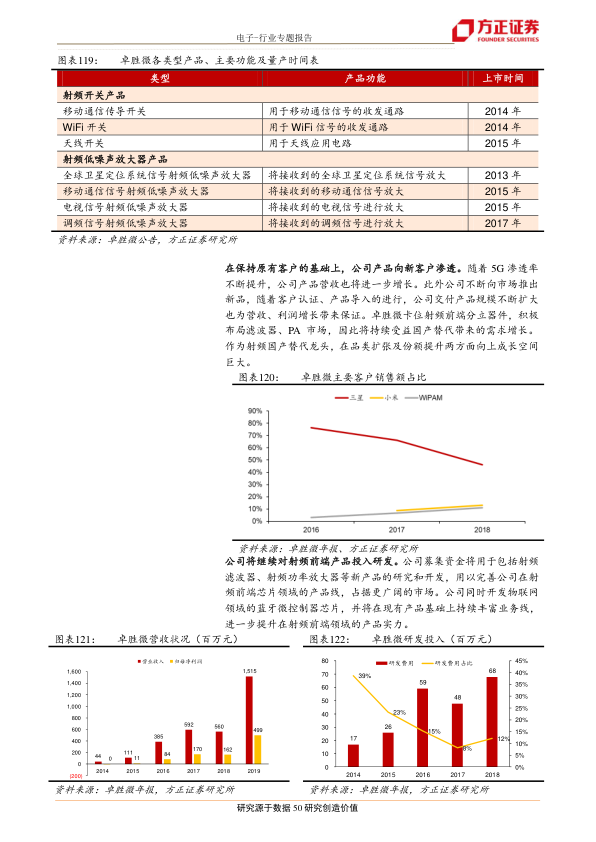 电子-行业专题报告
方正证券
FOUNDER SECURITIES
图表119： 卓胜微各类型产品、主要功能及量产时间表
类型 产品功能 上市时间
射频开关产品
移动通信传导开关 用于移动通信信号的收发通路 2014 年
WiFi 开关 用于 WiFi 信号的收发通路 2014 年
天线开关 用于天线应用电路 2015 年
射频低噪声放大器产品
全球卫星定位系统信号射频低噪声放大器 将接收到的全球卫星定位系统信号放大 2013 年
移动通信信号射频低噪声放大器 将接收到的移动通信信号放大 2015 年
电视信号射频低噪声放大器 将接收到的电视信号进行放大 2015 年
调频信号射频低噪声放大器 将接收到的调频信号进行放大 2017 年
资料来源：卓胜微公告，方正证券研究所
在保持原有客户的基础上，公司产品向新客户渗透。随着 5G 渗透率
不断提升，公司产品营收也将进一步增长。此外公司不断向市场推出
新品，随着客户认证、产品导入的进行，公司交付产品规模不断扩大
也为营收、利润增长带来保证。卓胜微卡位射频前端分立器件，积极
布局滤波器、PA 市场，因此将持续受益国产替代带来的需求增长。
作为射频国产替代龙头，在品类扩张及份额提升两方面向上成长空间
巨大。
图表120： 卓胜微主要客户销售额占比
三星 小米 WiPAM
90%
80%
70%
60%
50%
40%
30%
20%
10%
0%
2016 2017 2018
资料来源：卓胜微年报、方正证券研究所
公司将继续对射频前端产品投入研发。公司募集资金将用于包括射频
滤波器、射频功率放大器等新产品的研究和开发，用以完善公司在射
频前端芯片领域的产品线，占据更广阔的市场。公司同时开发物联网
领域的蓝牙微控制器芯片，并将在现有产品基础上持续丰富业务线，
进一步提升在射频前端领域的产品实力。
图表121： 卓胜微营收状况（百万元）
营业收入 归母净利润
1,600
1,400
1,200
1,000
800
600
400
200
0
(200)
44 0 111 11 385 84 592 170 560 162 1,515 499
2014 2015 2016 2017 2018 2019
资料来源：卓胜微年报，方正证券研究所
图表122： 卓胜微研发投入（百万元）
研发费用 研发费用占比
80
70
60
50
40
30
20
10
0
17 26 59 48 68
39% 23% 15% 8% 12%
45%
40%
35%
30%
25%
20%
15%
10%
5%
0%
2014 2015 2016 2017 2018
资料来源：卓胜微年报，方正证券研究所
研究源于数据 50 研究创造价值